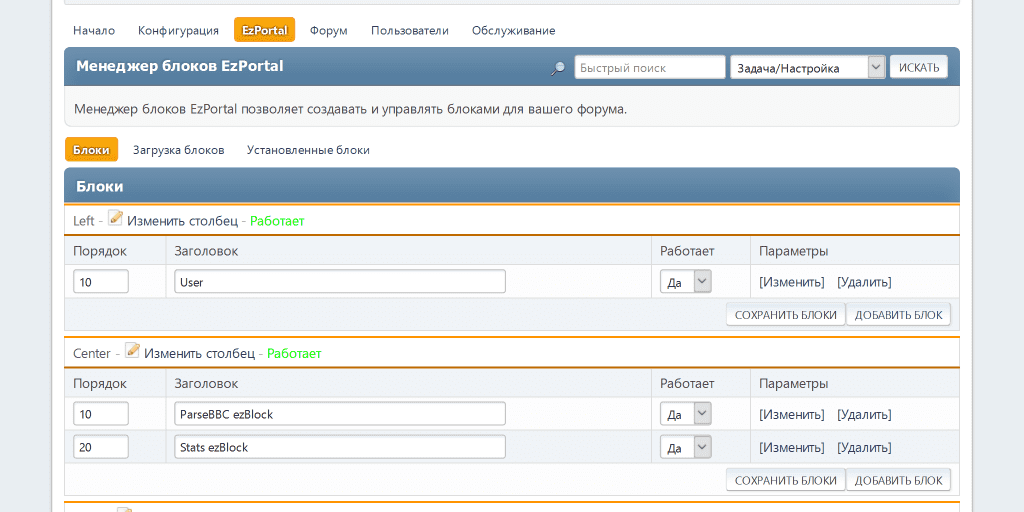 Начало Конфигурация EzPortal Форум Пользователи Обслуживание
Менеджер блоков EzPortal Быстрый поиск Задача/Настройка ИСКАТЬ
Менеджер блоков EzPortal позволяет создавать и управлять блоками для вашего форума.
Блоки Загрузка блоков Установленные блоки
Блоки
Left - Изменить столбец - Работает
Порядок Заголовок Работает Параметры
10 User Да [Изменить] [Удалить]
СОХРАНИТЬ БЛОКИ ДОБАВИТЬ БЛОК
Center - Изменить столбец - Работает
Порядок Заголовок Работает Параметры
10 ParseBBC ezBlock Да [Изменить] [Удалить]
20 Stats ezBlock Да [Изменить] [Удалить]
СОХРАНИТЬ БЛОКИ ДОБАВИТЬ БЛОК